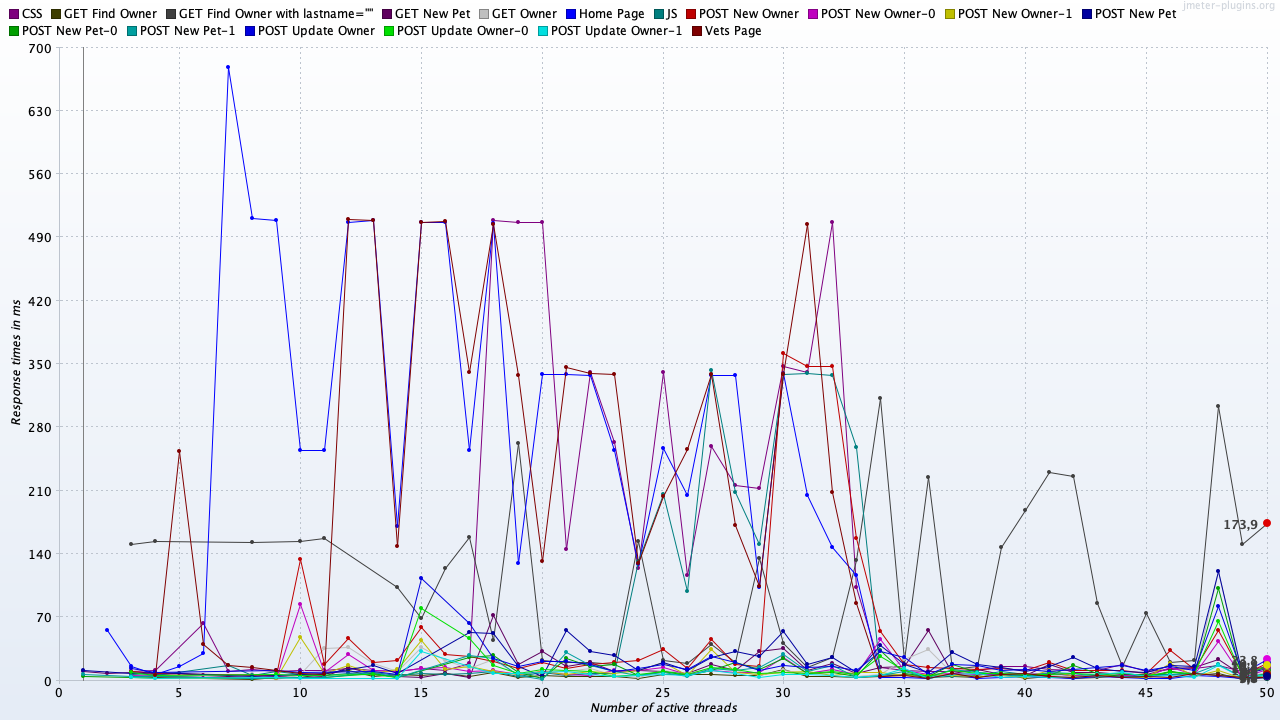 jmeter-plugins.org
CSS GET Find Owner GET Find Owner with lastname="" GET New Pet GET Owner Home Page JS POST New Owner POST New Owner-0 POST New Owner-1 POST New Pet
POST New Pet-0 POST New Pet-1 POST Update Owner POST Update Owner-0 POST Update Owner-1 Vets Page
700
630
560
490
420
350
280
210
140
70
0
Response times in ms
173,9
0 5 10 15 20 25 30 35 40 45 50
Number of active threads